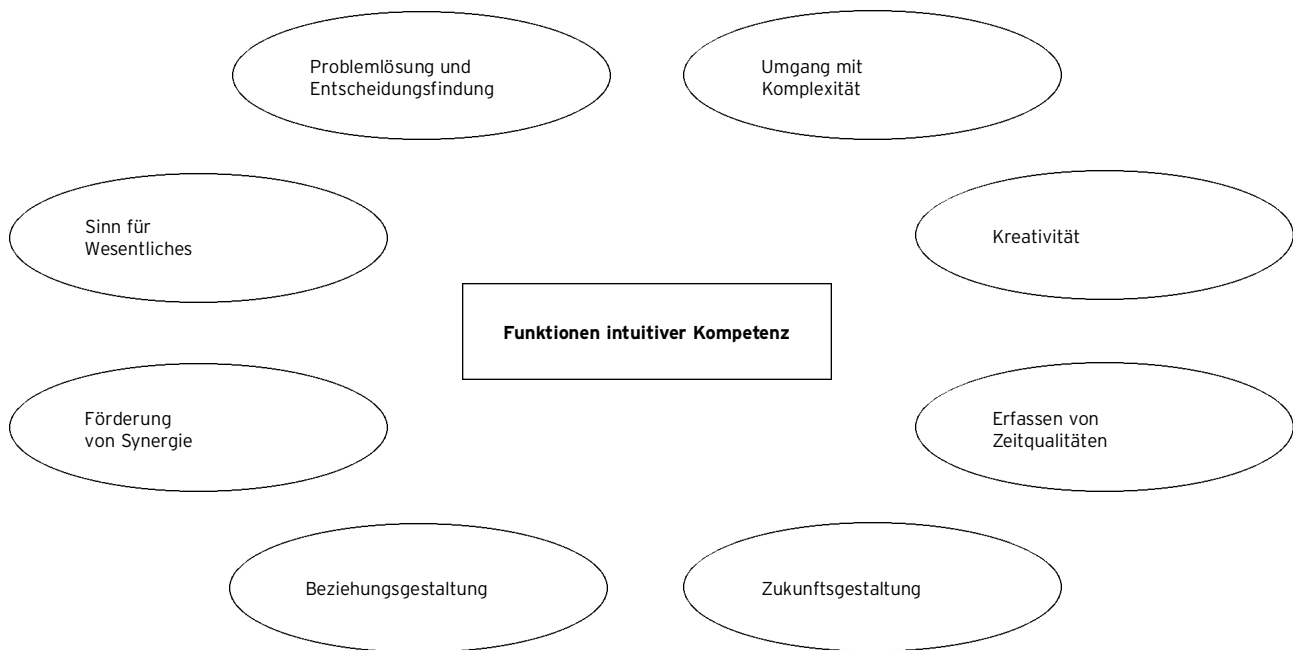 Problemlösung und
Entscheidungsfindung
Umgang mit
Komplexität
Sinn für
Wesentliches
Kreativität
Funktionen intuitiver Kompetenz
Förderung
von Synergie
Erfassen von
Zeitqualitäten
Beziehungsgestaltung
Zukunftsgestaltung